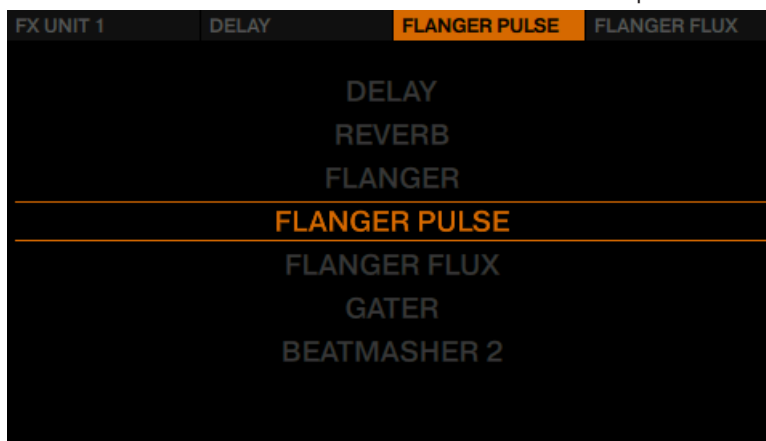 FX UNIT 1 DELAY FLANGER PULSE FLANGER FLUX
DELAY
REVERB
FLANGER
FLANGER PULSE
FLANGER FLUX
GATER
BEATMASHER 2